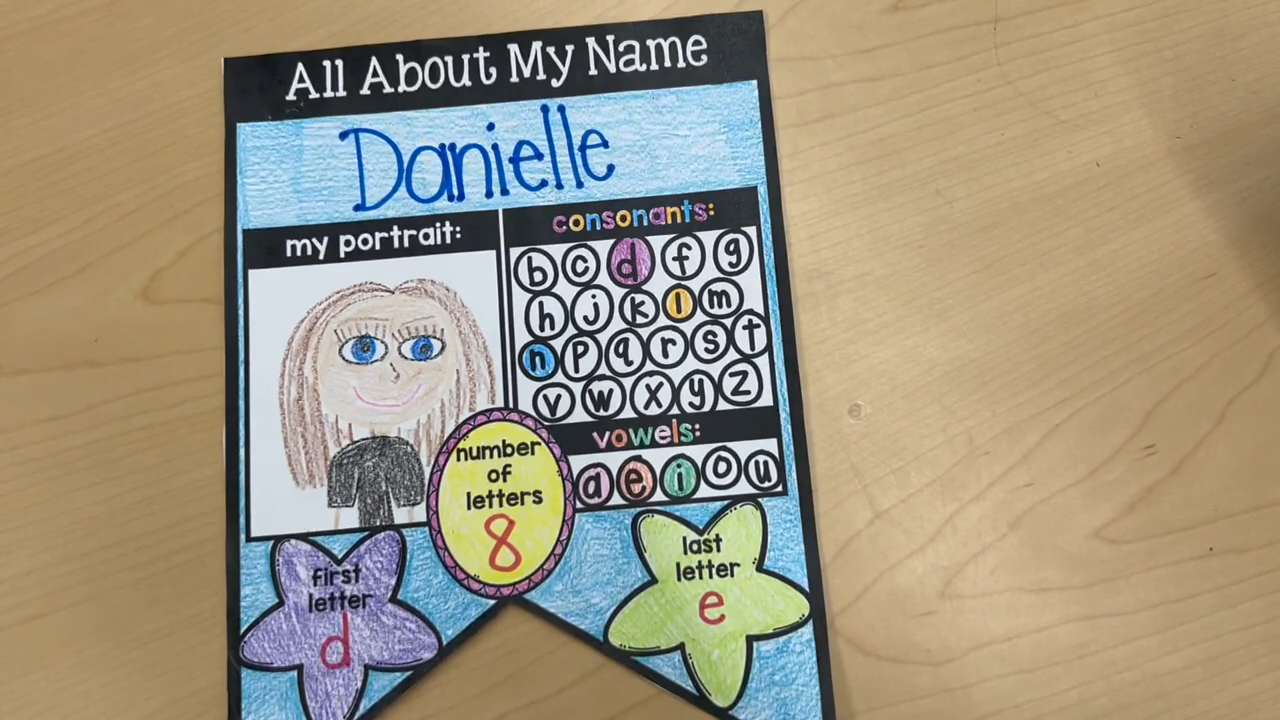 All About My Name
Danielle
my portrait:
consonants:
b c d f g
h j k l m
n p q r s t
v w x y z
vowels:
a e i o u
number
of
letters
8
first
letter
d
last
letter
e